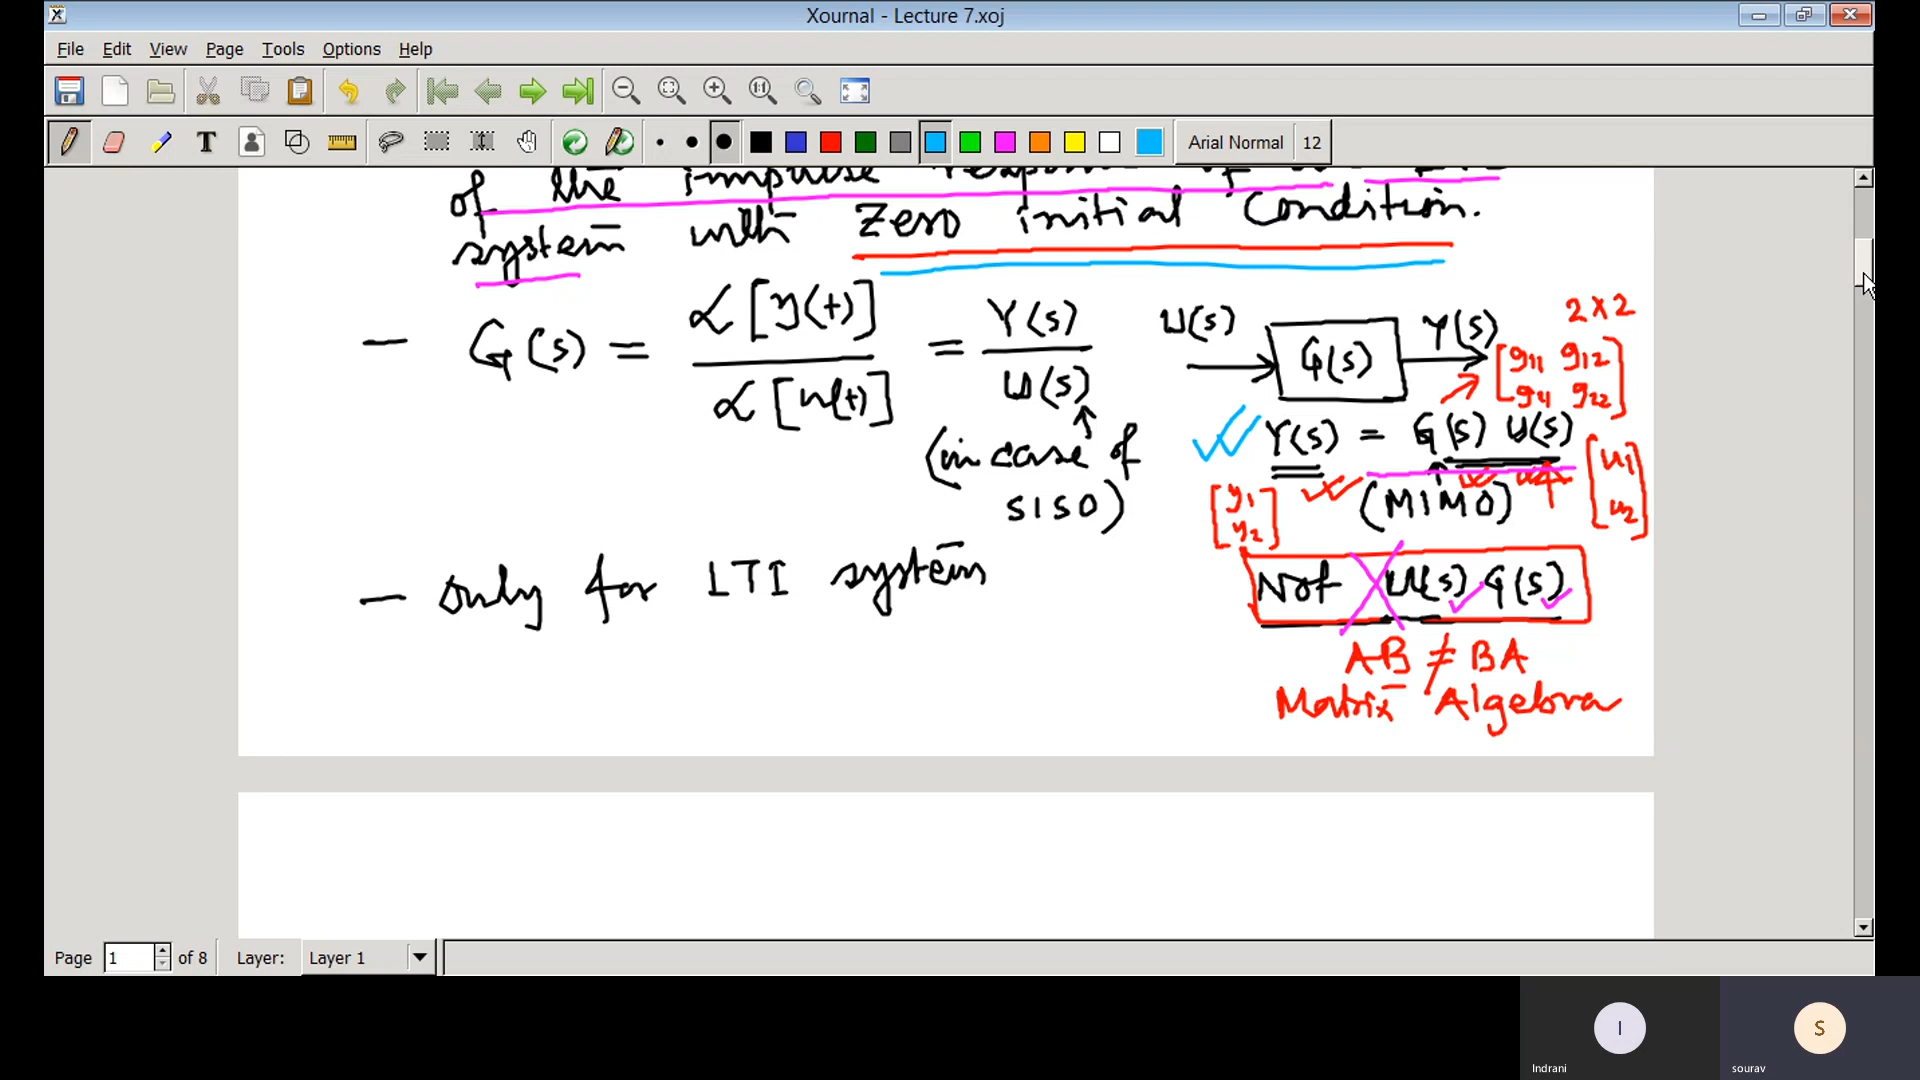 Xournal - Lecture 7.xoj
File Edit View Page Tools Options Help
Arial Normal 12
of the impulse response of
system with Zero initial Condition.
— G(s) = ℒ[y(t)] / ℒ[u(t)] = Y(s) / U(s)
(in case of
SISO)
U(s) G(s) Y(s)
2 x 2
[g11 g12
g21 g22]
Y(s) = G(s) U(s)
[y1
y2]
(MIMO)
[u1
u2]
Not U(s) G(s)
AB ≠ BA
Matrix Algebra
— only for LTI system
Page 1 of 8 Layer: Layer 1
I
Indrani
S
sourav